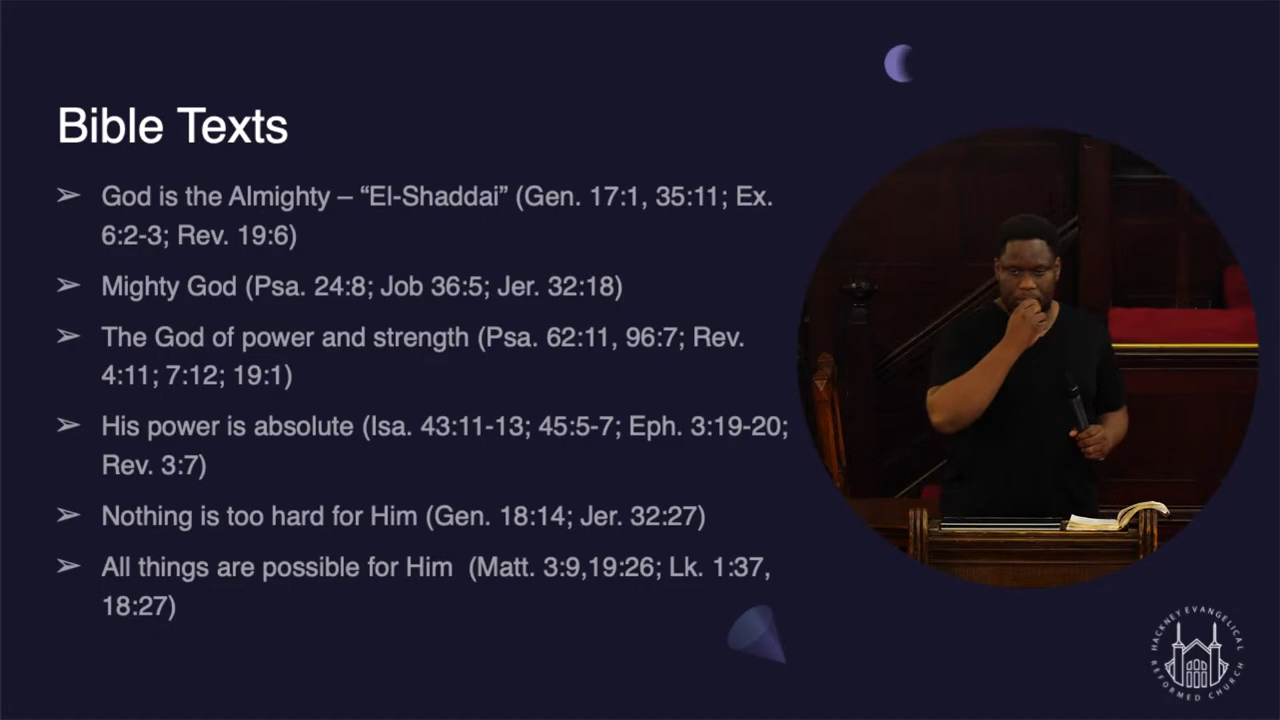 Bible Texts
➢ God is the Almighty – “El-Shaddai” (Gen. 17:1, 35:11; Ex.
6:2-3; Rev. 19:6)
➢ Mighty God (Psa. 24:8; Job 36:5; Jer. 32:18)
➢ The God of power and strength (Psa. 62:11, 96:7; Rev.
4:11; 7:12; 19:1)
➢ His power is absolute (Isa. 43:11-13; 45:5-7; Eph. 3:19-20;
Rev. 3:7)
➢ Nothing is too hard for Him (Gen. 18:14; Jer. 32:27)
➢ All things are possible for Him  (Matt. 3:9,19:26; Lk. 1:37,
18:27)
HACKNEY EVANGELICAL
REFORMED CHURCH